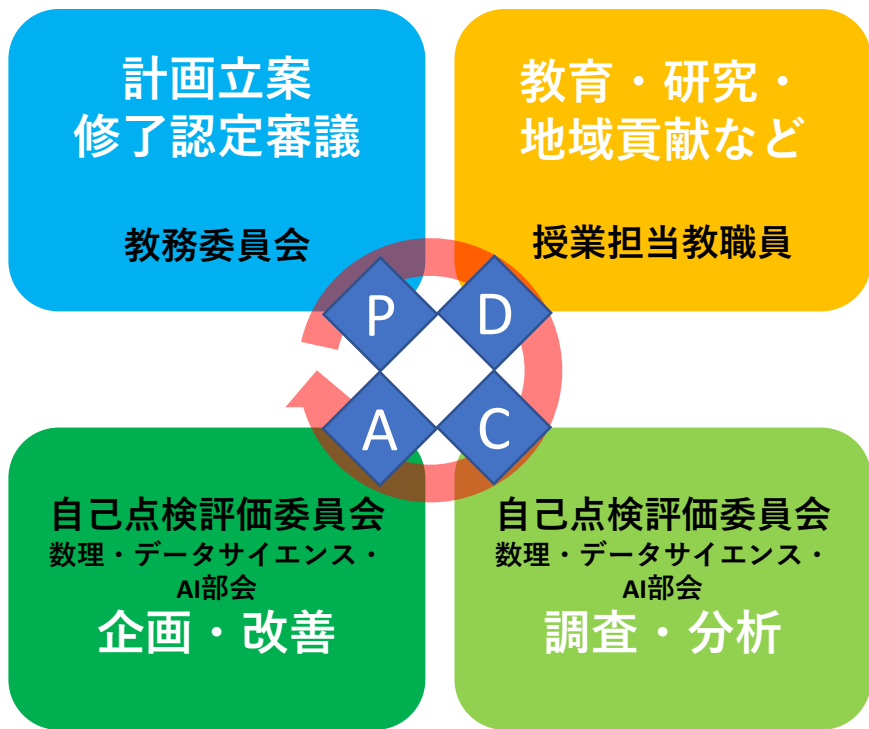 計画立案
修了認定審議
教務委員会
教育・研究・
地域貢献など
授業担当教職員
P
D
A
C
自己点検評価委員会
数理・データサイエンス・
AI部会
企画・改善
自己点検評価委員会
数理・データサイエンス・
AI部会
調査・分析